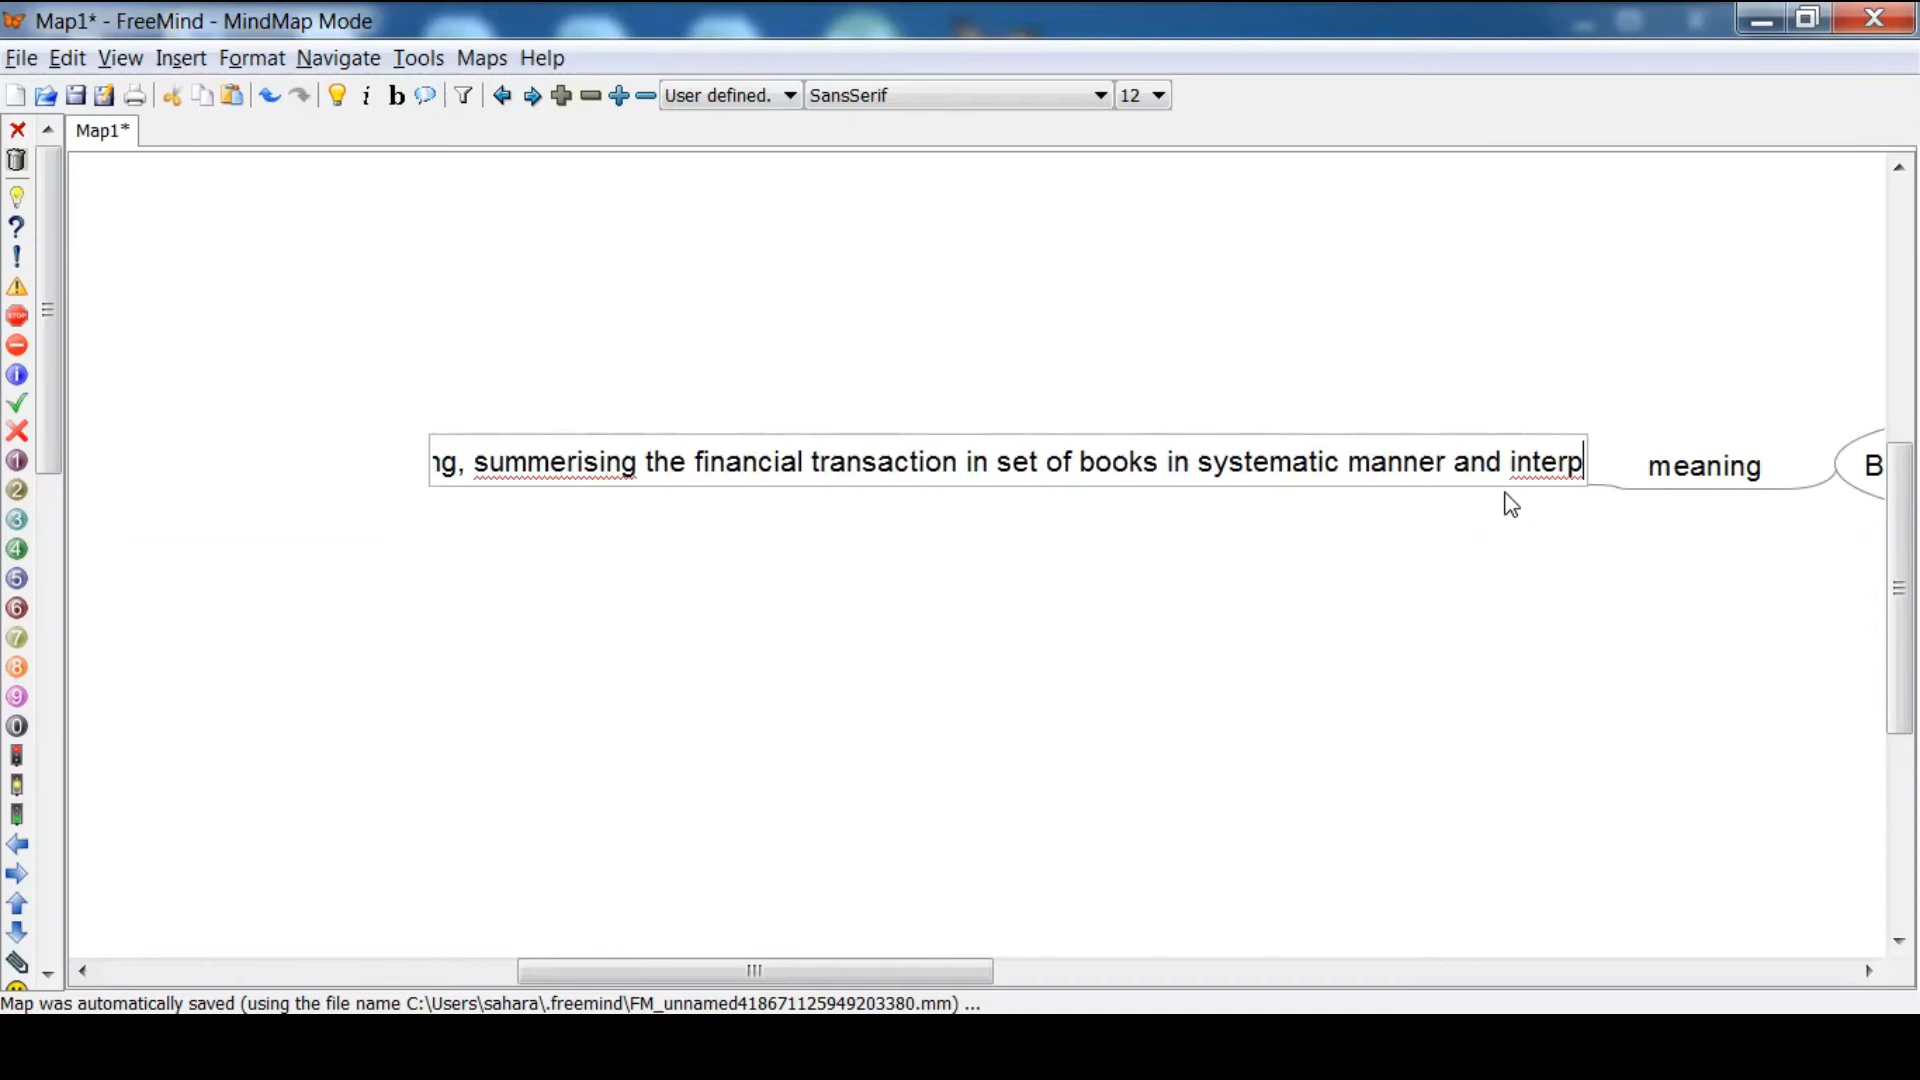 Map1* - FreeMind - MindMap Mode
File Edit View Insert Format Navigate Tools Maps Help
User defined. SansSerif 12
Map1*
ng, summerising the financial transaction in set of books in systematic manner and interp
meaning
B
Map was automatically saved (using the file name C:\Users\sahara\.freemind\FM_unnamed418671125949203380.mm) ...